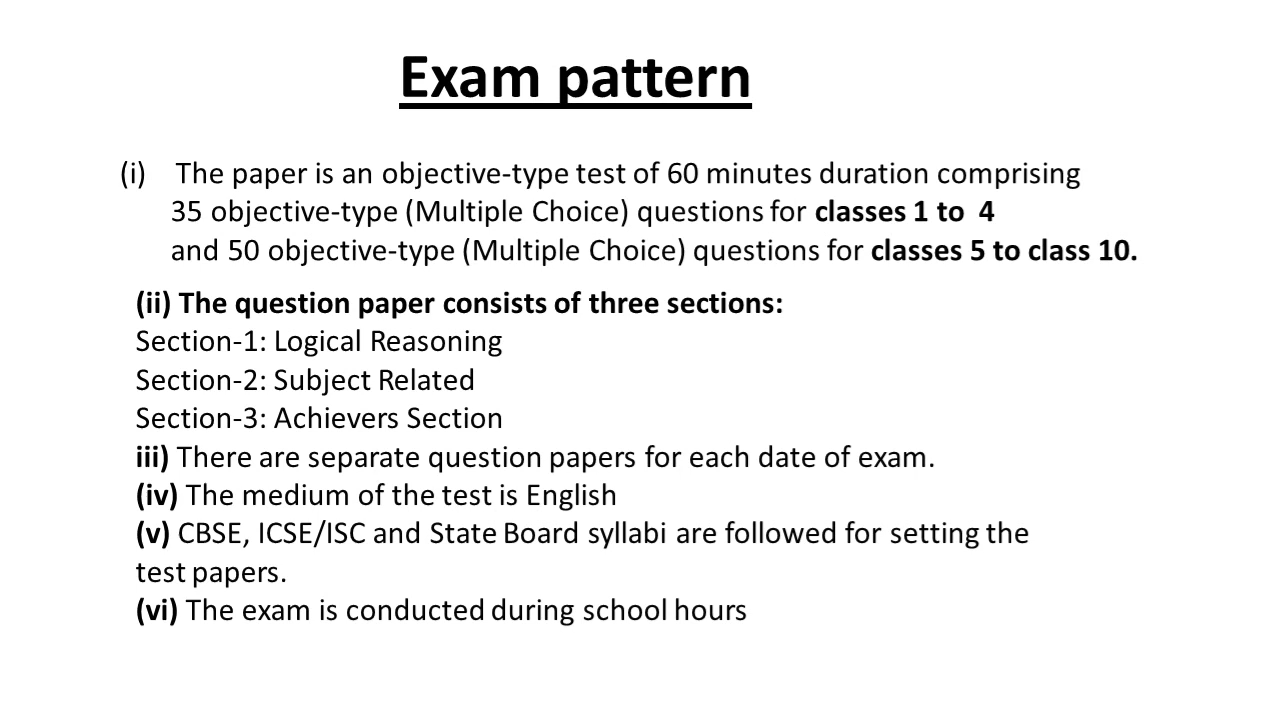 Exam pattern
(i) The paper is an objective-type test of 60 minutes duration comprising
35 objective-type (Multiple Choice) questions for classes 1 to 4
and 50 objective-type (Multiple Choice) questions for classes 5 to class 10.
(ii) The question paper consists of three sections:
Section-1: Logical Reasoning
Section-2: Subject Related
Section-3: Achievers Section
iii) There are separate question papers for each date of exam.
(iv) The medium of the test is English
(v) CBSE, ICSE/ISC and State Board syllabi are followed for setting the
test papers.
(vi) The exam is conducted during school hours